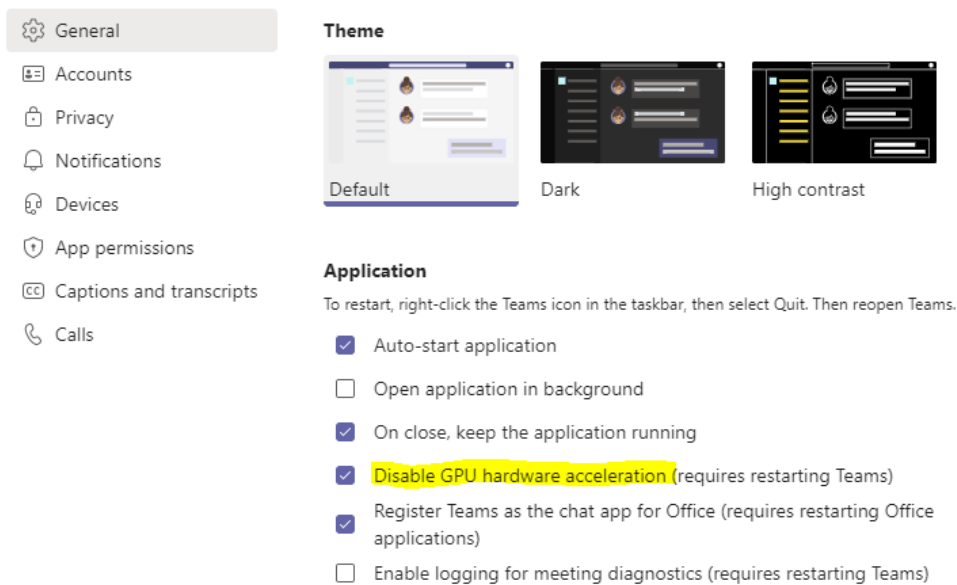 General
Accounts
Privacy
Notifications
Devices
App permissions
CC Captions and transcripts
Calls
Theme
Default
Dark
High contrast
Application
To restart, right-click the Teams icon in the taskbar, then select Quit. Then reopen Teams.
Auto-start application
Open application in background
On close, keep the application running
Disable GPU hardware acceleration (requires restarting Teams)
Register Teams as the chat app for Office (requires restarting Office
applications)
Enable logging for meeting diagnostics (requires restarting Teams)